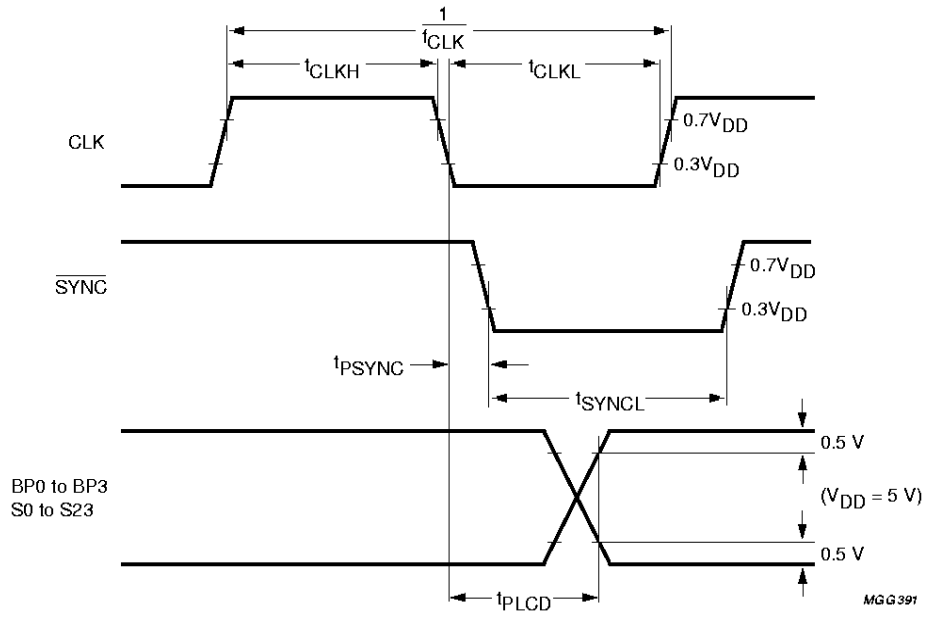 1
fCLK
tCLKH
tCLKL
CLK
0.7VDD
0.3VDD
SYNC
0.7VDD
0.3VDD
tPSYNC
tSYNCL
0.5 V
BP0 to BP3
S0 to S23
(VDD = 5 V)
0.5 V
tPLCD
MGG391